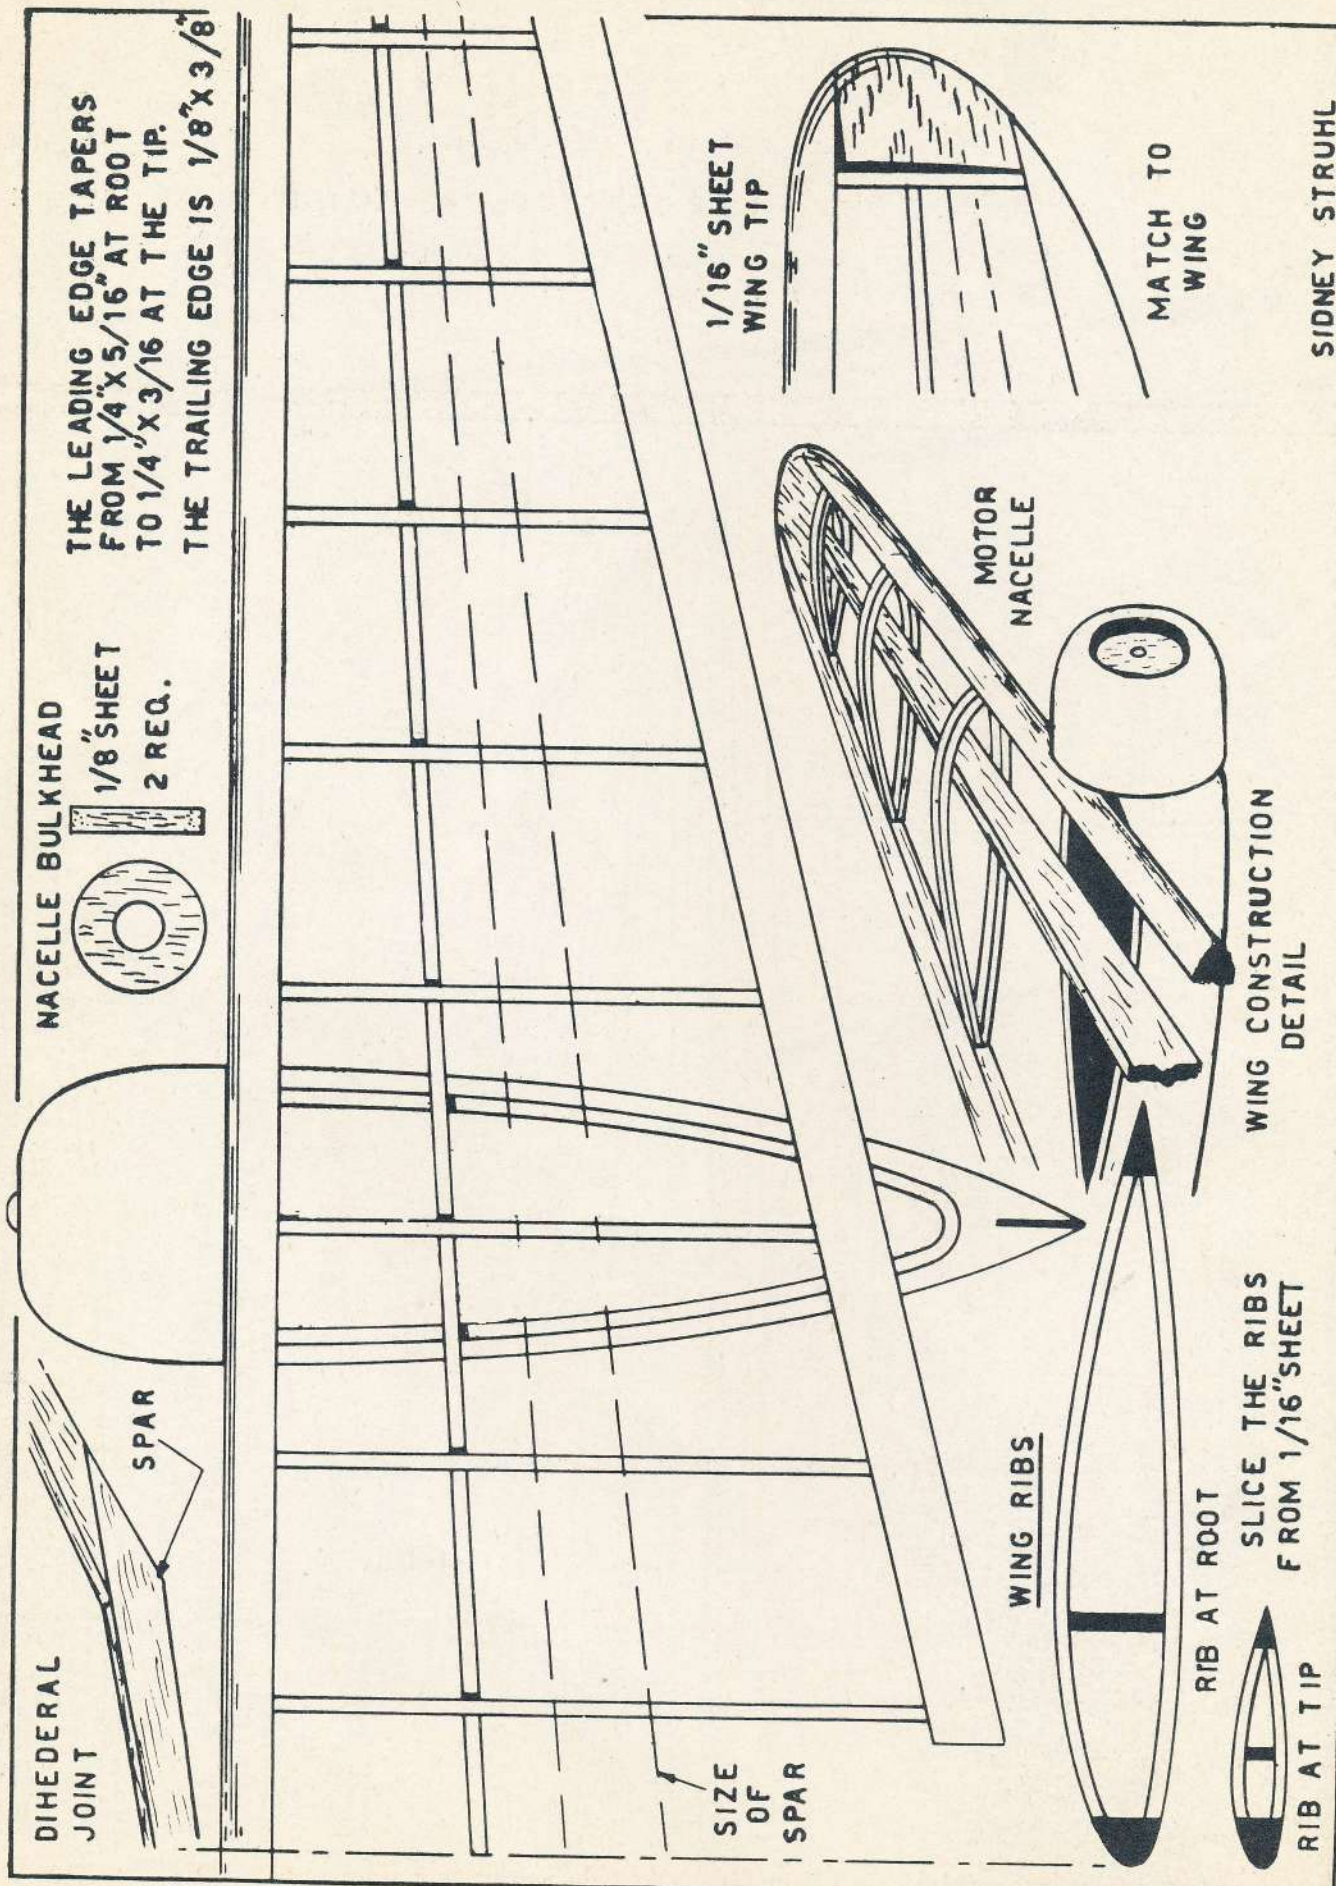 DIHEDERAL
JOINT
SPAR
NACELLE BULKHEAD
1/8" SHEET
2 REQ.
THE LEADING EDGE TAPERS
FROM 1/4" X 5/16" AT ROOT
TO 1/4" X 3/16 AT THE TIP.
THE TRAILING EDGE IS 1/8" X 3/8"
SIZE
OF
SPAR
1/16" SHEET
WING TIP
MATCH TO
WING
MOTOR
NACELLE
WING CONSTRUCTION
DETAIL
WING RIBS
RIB AT ROOT
SLICE THE RIBS
FROM 1/16" SHEET
RIB AT TIP
SIDNEY STRUHL